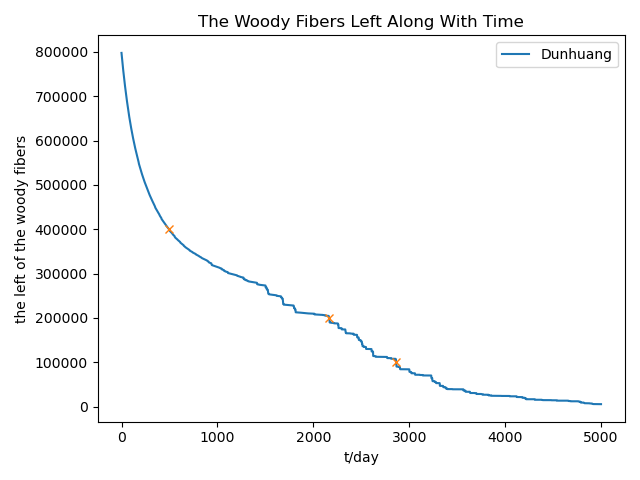 The Woody Fibers Left Along With Time
Dunhuang
the left of the woody fibers
800000
700000
600000
500000
400000
300000
200000
100000
0
0 1000 2000 3000 4000 5000
t/day